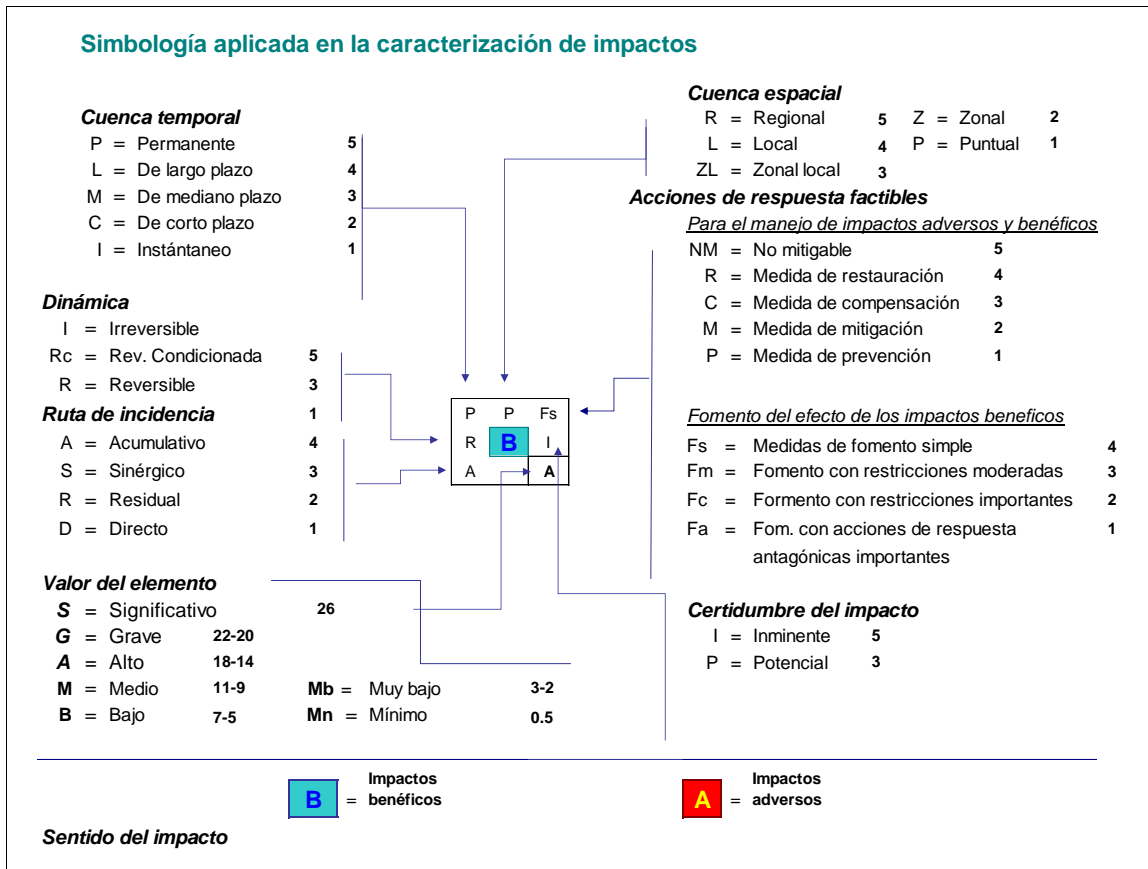 Simbología aplicada en la caracterización de impactos
Cuenca temporal
P = Permanente 5
L = De largo plazo 4
M = De mediano plazo 3
C = De corto plazo 2
I = Instántaneo 1
Cuenca espacial
R = Regional 5 Z = Zonal 2
L = Local 4 P = Puntual 1
ZL = Zonal local 3
Acciones de respuesta factibles
Para el manejo de impactos adversos y benéficos
NM = No mitigable 5
R = Medida de restauración 4
C = Medida de compensación 3
M = Medida de mitigación 2
P = Medida de prevención 1
Dinámica
I = Irreversible
Rc = Rev. Condicionada 5
R = Reversible 3
1
Ruta de incidencia
A = Acumulativo 4
S = Sinérgico 3
R = Residual 2
D = Directo 1
P P Fs
R B I
A A
Fomento del efecto de los impactos beneficos
Fs = Medidas de fomento simple 4
Fm = Fomento con restricciones moderadas 3
Fc = Formento con restricciones importantes 2
Fa = Fom. con acciones de respuesta 1
antagónicas importantes
Valor del elemento
S = Significativo 26
G = Grave 22-20
A = Alto 18-14
M = Medio 11-9 Mb = Muy bajo 3-2
B = Bajo 7-5 Mn = Mínimo 0.5
Certidumbre del impacto
I = Inminente 5
P = Potencial 3
B = Impactos
benéficos
A = Impactos
adversos
Sentido del impacto